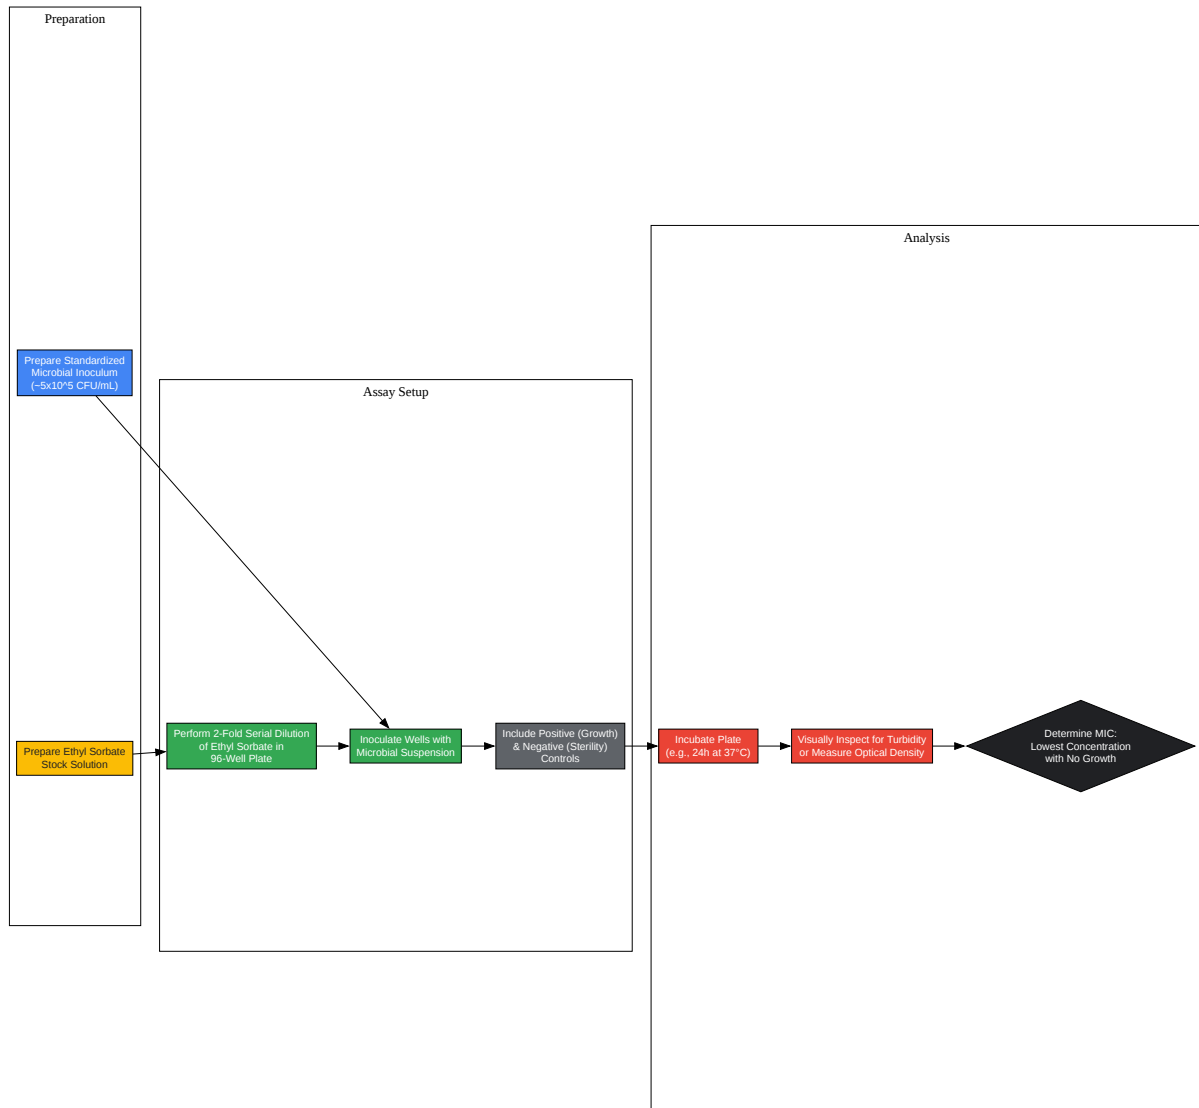 Preparation
Prepare Standardized
Microbial Inoculum
(~5x10^5 CFU/mL)
Prepare Ethyl Sorbate
Stock Solution
Assay Setup
Perform 2-Fold Serial Dilution
of Ethyl Sorbate in
96-Well Plate
Inoculate Wells with
Microbial Suspension
Include Positive (Growth)
& Negative (Sterility)
Controls
Analysis
Incubate Plate
(e.g., 24h at 37°C)
Visually Inspect for Turbidity
or Measure Optical Density
Determine MIC:
Lowest Concentration
with No Growth